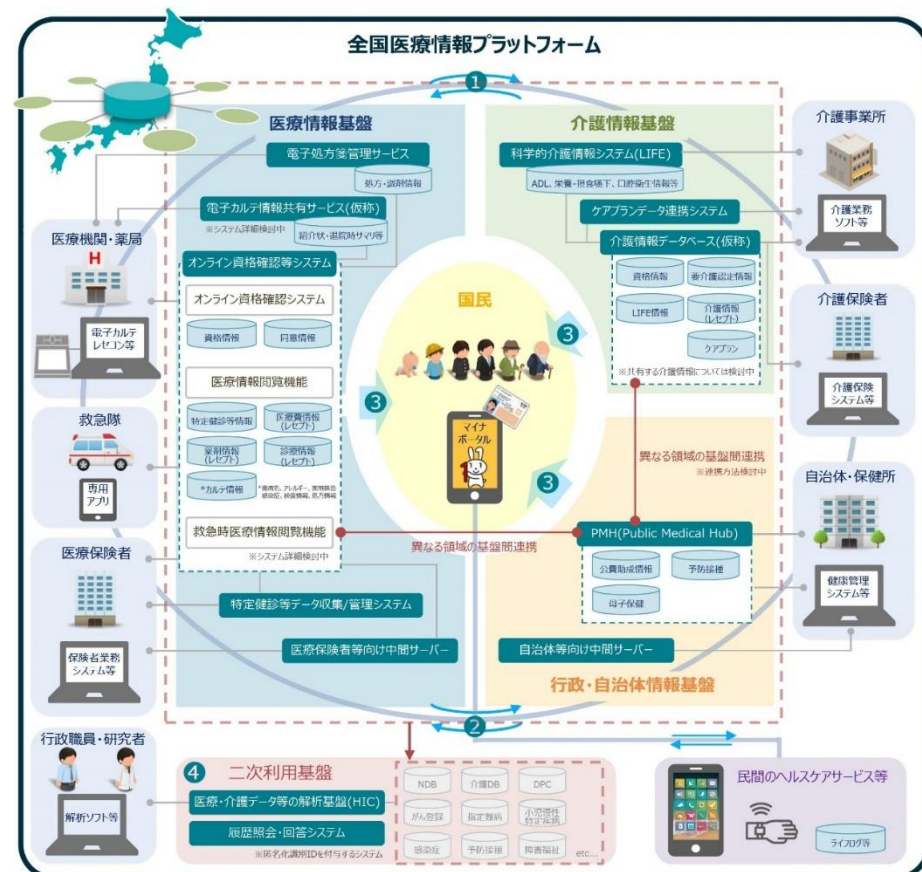 全国医療情報プラットフォーム
1
医療情報基盤
電子処方箋管理サービス
処方・調剤情報
電子カルテ情報共有サービス(仮称)
※システム詳細検討中
紹介状・退院時サマリ等
オンライン資格確認等システム
オンライン資格確認システム
資格情報
同意情報
医療情報閲覧機能
特定健診等情報
医療費情報
(レセプト)
薬剤情報
(レセプト)
診療情報
(レセプト)
*カルテ情報
感染症、検査情報、処方情報
救急時医療情報閲覧機能
※システム詳細検討中
特定健診等データ収集/管理システム
医療保険者等向け中間サーバー
介護情報基盤
科学的介護情報システム(LIFE)
ADL、栄養・摂食嚥下、口腔衛生情報等
ケアプランデータ連携システム
介護情報データベース(仮称)
資格情報
要介護認定情報
LIFE情報
介護情報
(レセプト)
ケアプラン
※共有する介護情報については検討中
国民
3
3
3
マイナ
ポータル
異なる領域の基盤間連携
※連携方法検討中
異なる領域の基盤間連携
PMH(Public Medical Hub)
公費助成情報
予防接種
母子保健
自治体等向け中間サーバー
行政・自治体情報基盤
2
医療機関・薬局
H
電子カルテ
レセコン等
救急隊
専用
アプリ
医療保険者
保険者業務
システム等
行政職員・研究者
解析ソフト等
介護事業所
介護業務
ソフト等
介護保険者
介護保険
システム等
自治体・保健所
健康管理
システム等
4
二次利用基盤
医療・介護データ等の解析基盤(HIC)
履歴照会・回答システム
※匿名化識別IDを付与するシステム
NDB
介護DB
DPC
がん登録
指定難病
小児慢性
特定疾病
感染症
予防接種
障害福祉
etc...
民間のヘルスケアサービス等
ライフログ等